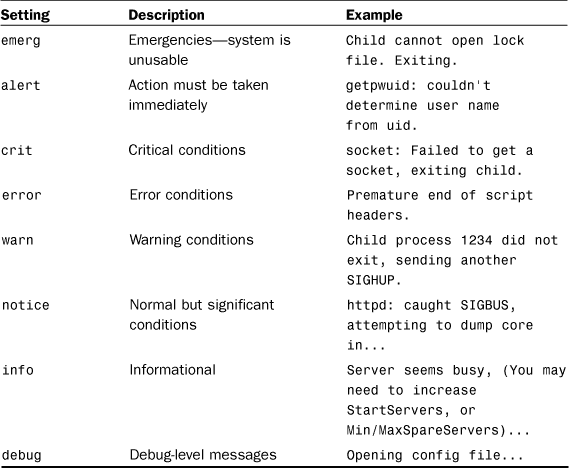 Setting Description Example
emerg Emergencies—system is Child cannot open lock
unusable file. Exiting.
alert Action must be taken getpwuid: couldn't
immediately determine user name
from uid.
crit Critical conditions socket: Failed to get a
socket, exiting child.
error Error conditions Premature end of script
headers.
warn Warning conditions Child process 1234 did not
exit, sending another
SIGHUP.
notice Normal but significant httpd: caught SIGBUS,
conditions attempting to dump core
in...
info Informational Server seems busy, (You may
need to increase
StartServers, or
Min/MaxSpareServers)...
debug Debug-level messages Opening config file...